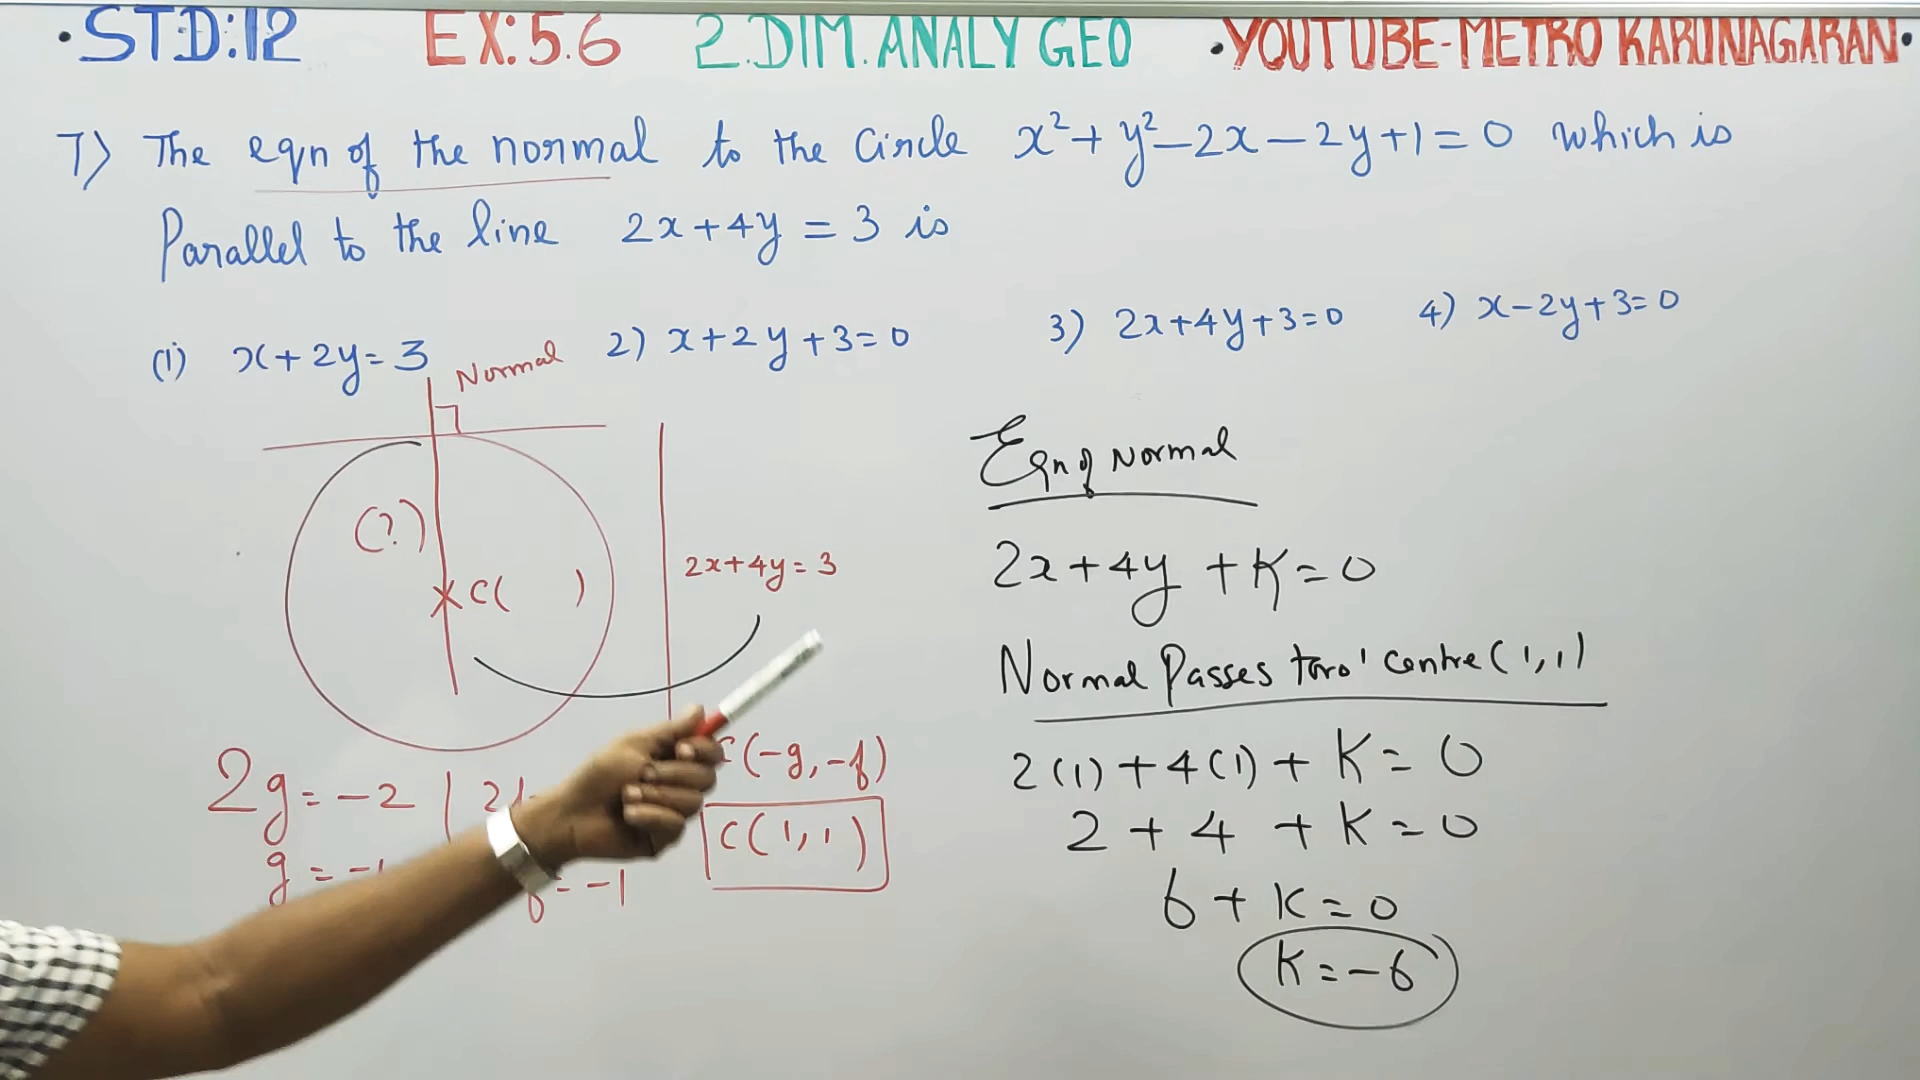 •STD:12 EX:5.6 2.DIM.ANALY GEO •YOUTUBE-METRO KARUNAGARAN•
7) The eqn of the normal to the Circle x²+y²-2x-2y+1=0 which is
Parallel to the line 2x+4y=3 is
(1) x+2y=3 2) x+2y+3=0 3) 2x+4y+3=0 4) x-2y+3=0
Normal
(?)
C( )
2x+4y=3
2g=-2
g=-1
=-1
(-g,-f)
C(1,1)
Eqn of Normal
2x+4y+K=0
Normal Passes thro' centre (1,1)
2(1)+4(1)+K=0
2+4+K=0
6+K=0
K=-6